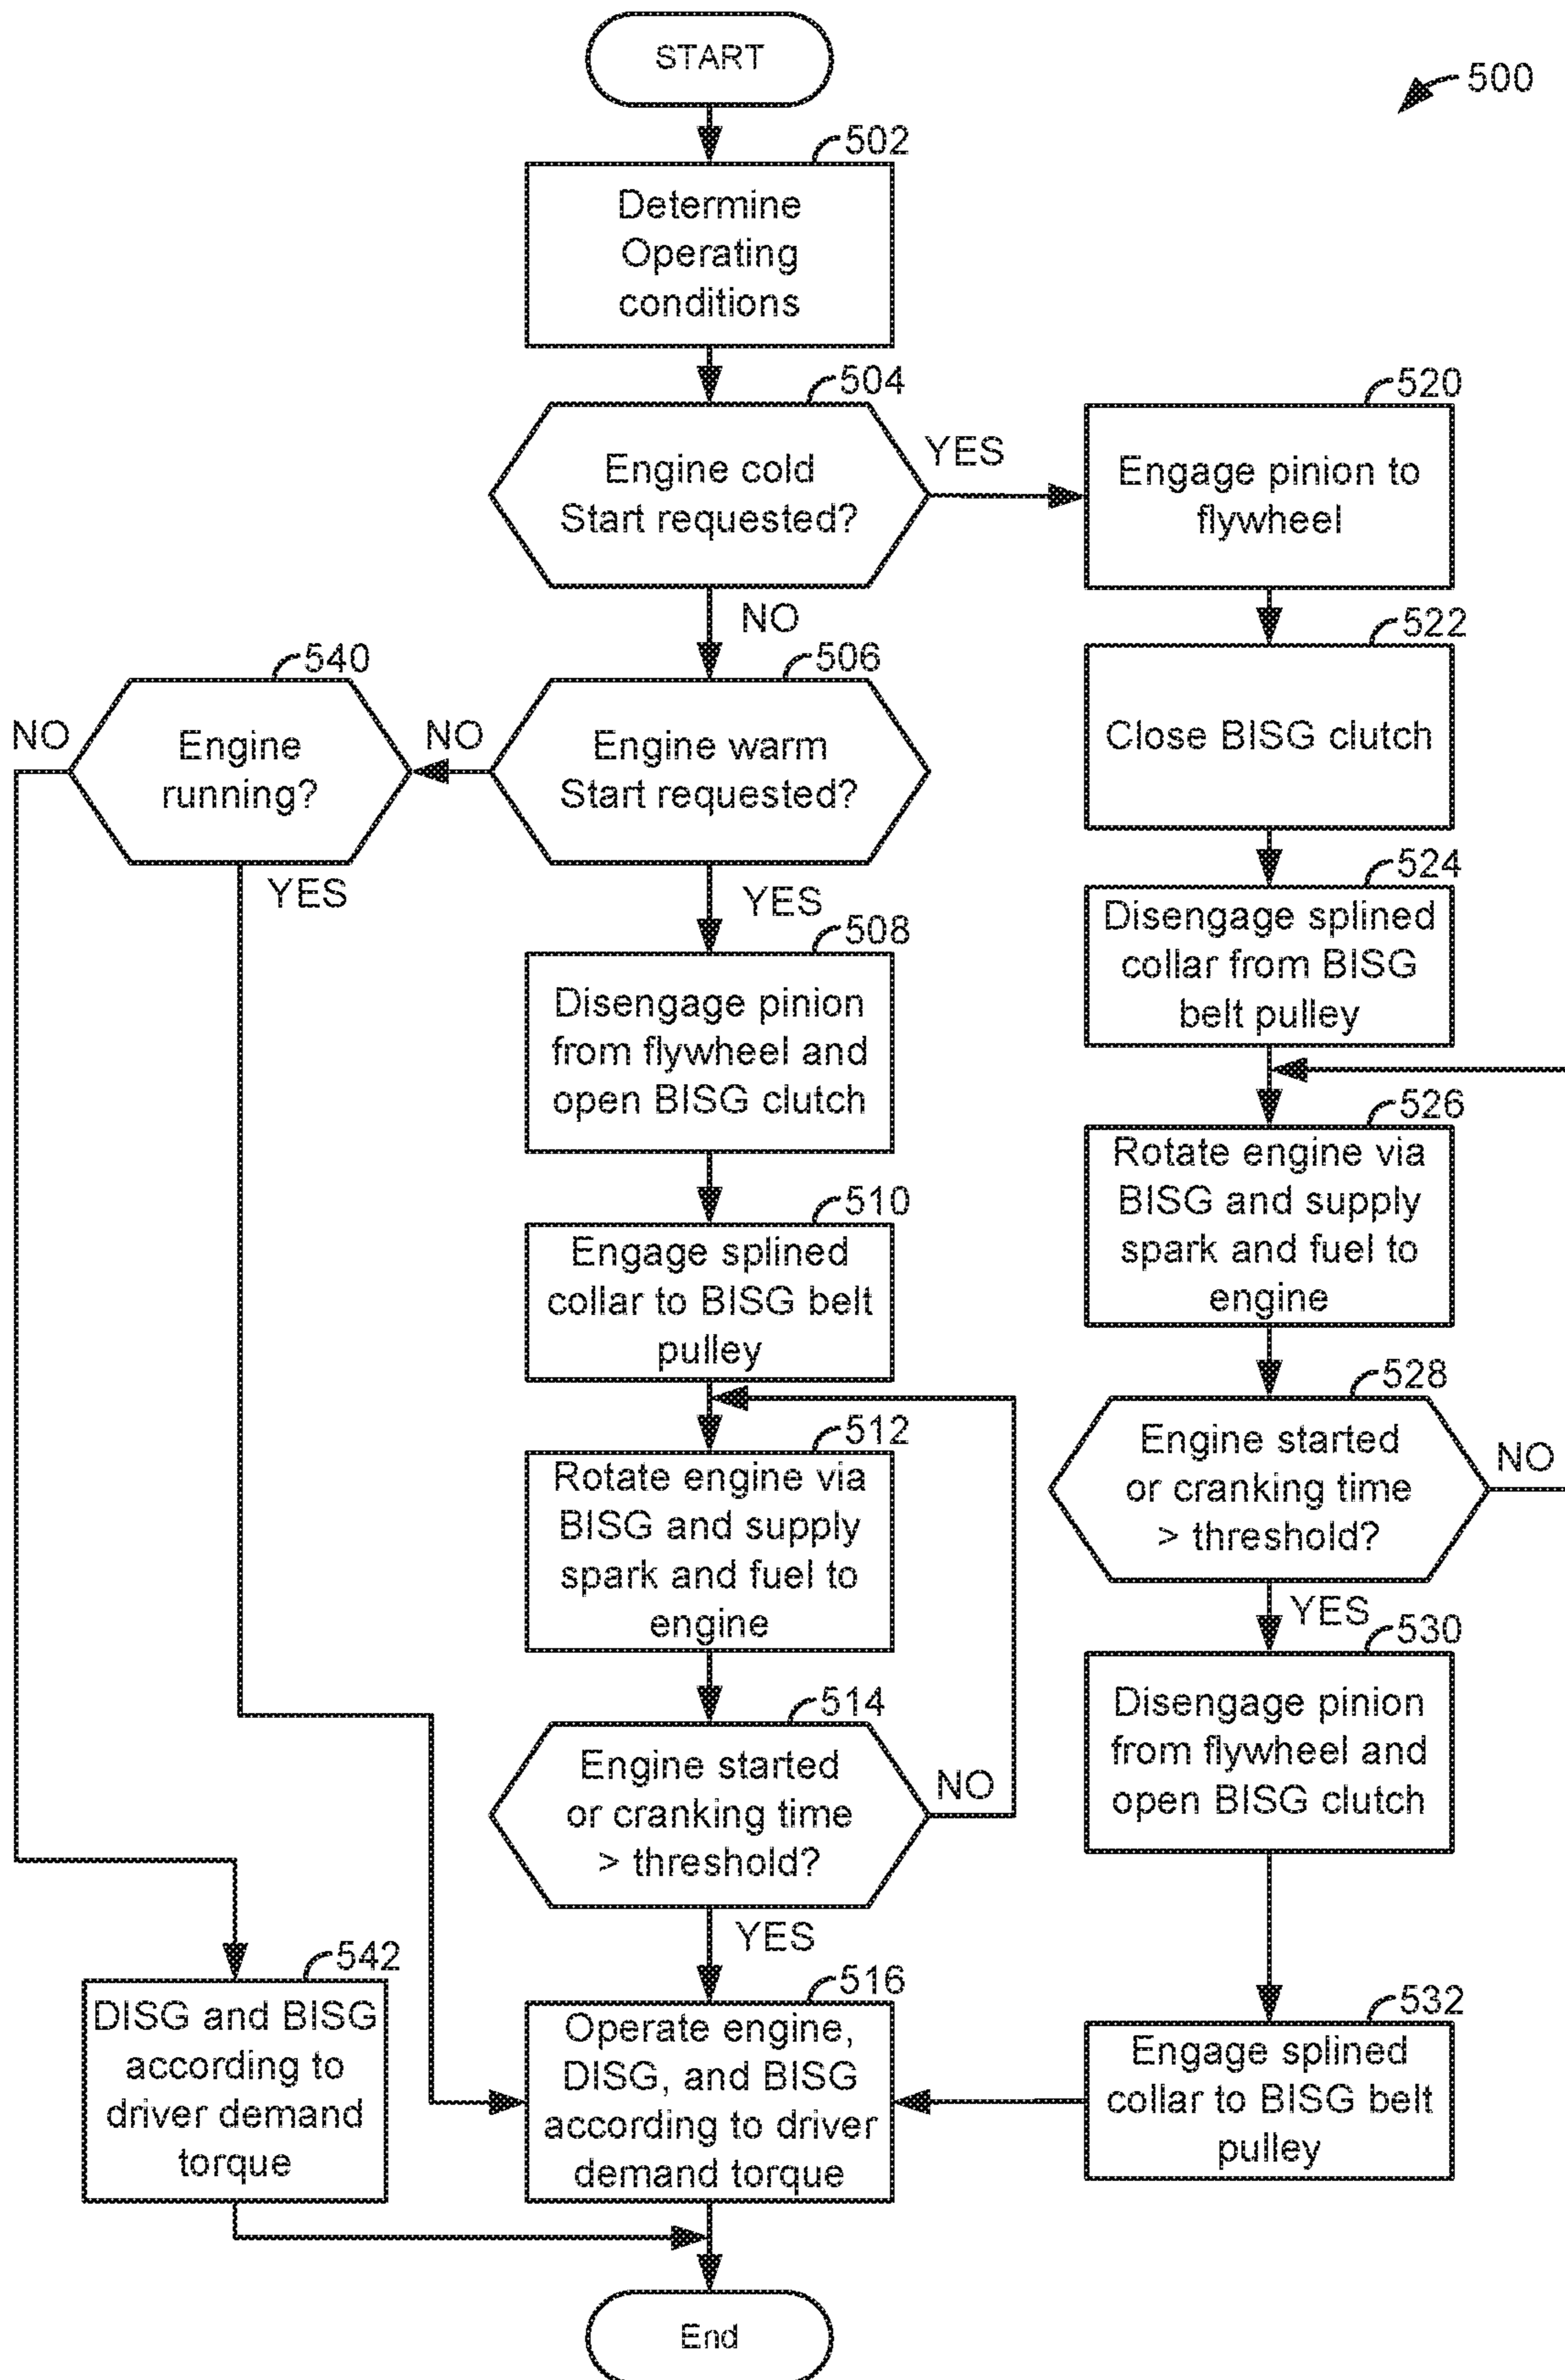 START
500
502
Determine
Operating
conditions
504
Engine cold
Start requested?
YES
NO
520
Engage pinion to
flywheel
522
Close BISG clutch
524
Disengage splined
collar from BISG
belt pulley
526
Rotate engine via
BISG and supply
spark and fuel to
engine
528
Engine started
or cranking time
> threshold?
NO
YES
530
Disengage pinion
from flywheel and
open BISG clutch
532
Engage splined
collar to BISG belt
pulley
506
Engine warm
Start requested?
NO
YES
540
Engine
running?
NO
YES
508
Disengage pinion
from flywheel and
open BISG clutch
510
Engage splined
collar to BISG belt
pulley
512
Rotate engine via
BISG and supply
spark and fuel to
engine
514
Engine started
or cranking time
> threshold?
NO
YES
516
Operate engine,
DISG, and BISG
according to driver
demand torque
542
DISG and BISG
according to
driver demand
torque
End